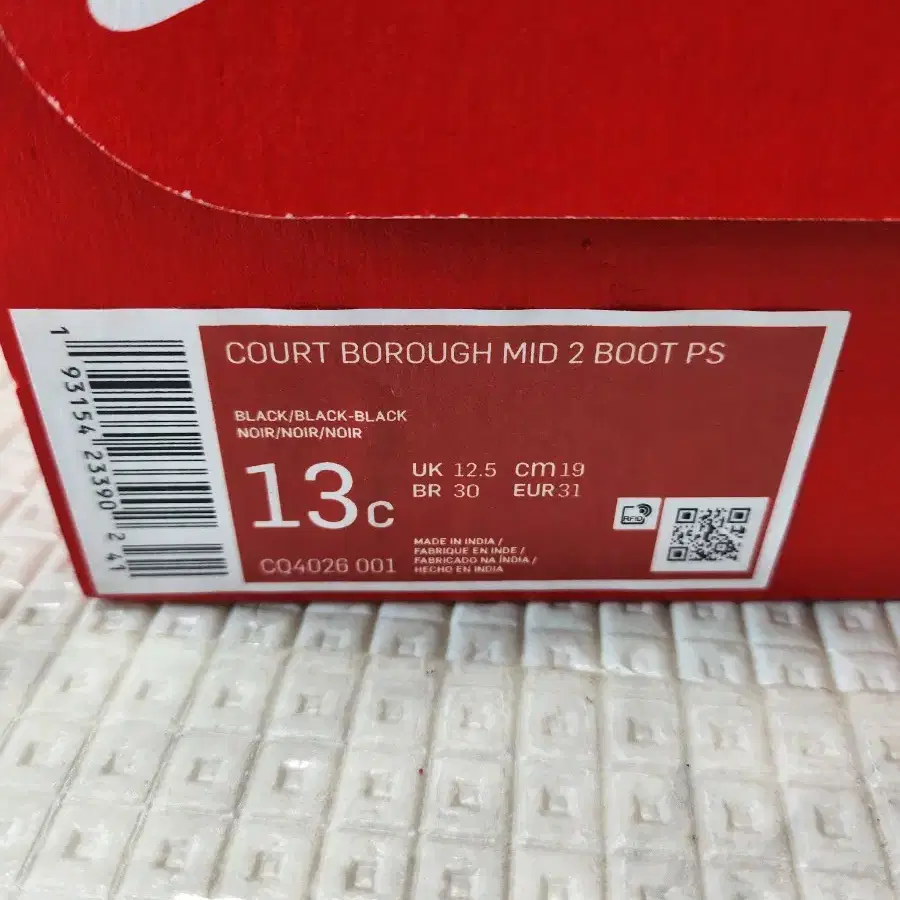 COURT BOROUGH MID 2 BOOT PS
BLACK/BLACK-BLACK
NOIR/NOIR/NOIR
13C
UK 12.5 cm 19
BR 30 EUR 31
CQ4026 001
MADE IN INDIA /
FABRIQUE EN INDE /
FABRICADO NA ÍNDIA /
HECHO EN INDIA
RFID
1 93154 23390 2 41